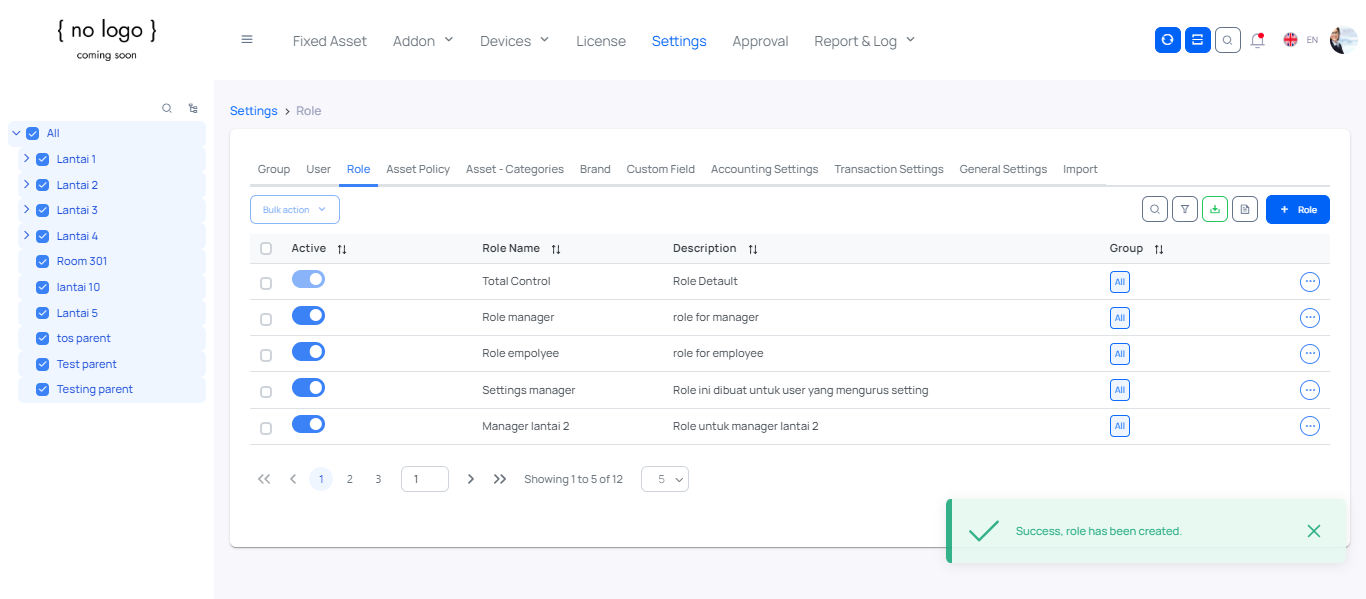 { no logo }
coming soon
Fixed Asset Addon Devices License Settings Approval Report & Log EN
Settings > Role
All
Lantai 1
Lantai 2
Lantai 3
Lantai 4
Room 301
lantai 10
Lantai 5
tos parent
Test parent
Testing parent
Group User Role Asset Policy Asset - Categories Brand Custom Field Accounting Settings Transaction Settings General Settings Import
Bulk action + Role
Active Role Name Description Group
Total Control Role Detault All
Role manager role for manager All
Role empolyee role for employee All
Settings manager Role ini dibuat untuk user yang mengurus setting All
Manager lantai 2 Role untuk manager lantai 2 All
1 2 3 1 Showing 1 to 5 of 12 5
Success, role has been created.